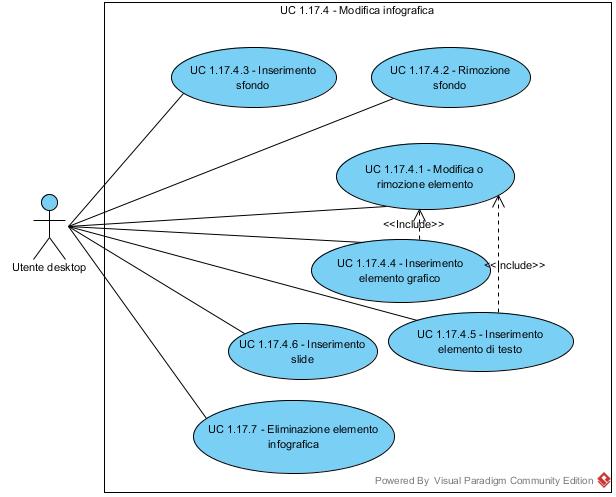 UC 1.17.4 - Modifica infografica
UC 1.17.4.3 - Inserimento
sfondo
UC 1.17.4.2 - Rimozione
sfondo
UC 1.17.4.1 - Modifica o
rimozione elemento
<<Include>>
UC 1.17.4.4 - Inserimento
elemento grafico
<<Include>>
Utente desktop
UC 1.17.4.5 - Inserimento
elemento di testo
UC 1.17.4.6 - Inserimento
slide
UC 1.17.7 - Eliminazione elemento
infografica
Powered By Visual Paradigm Community Edition